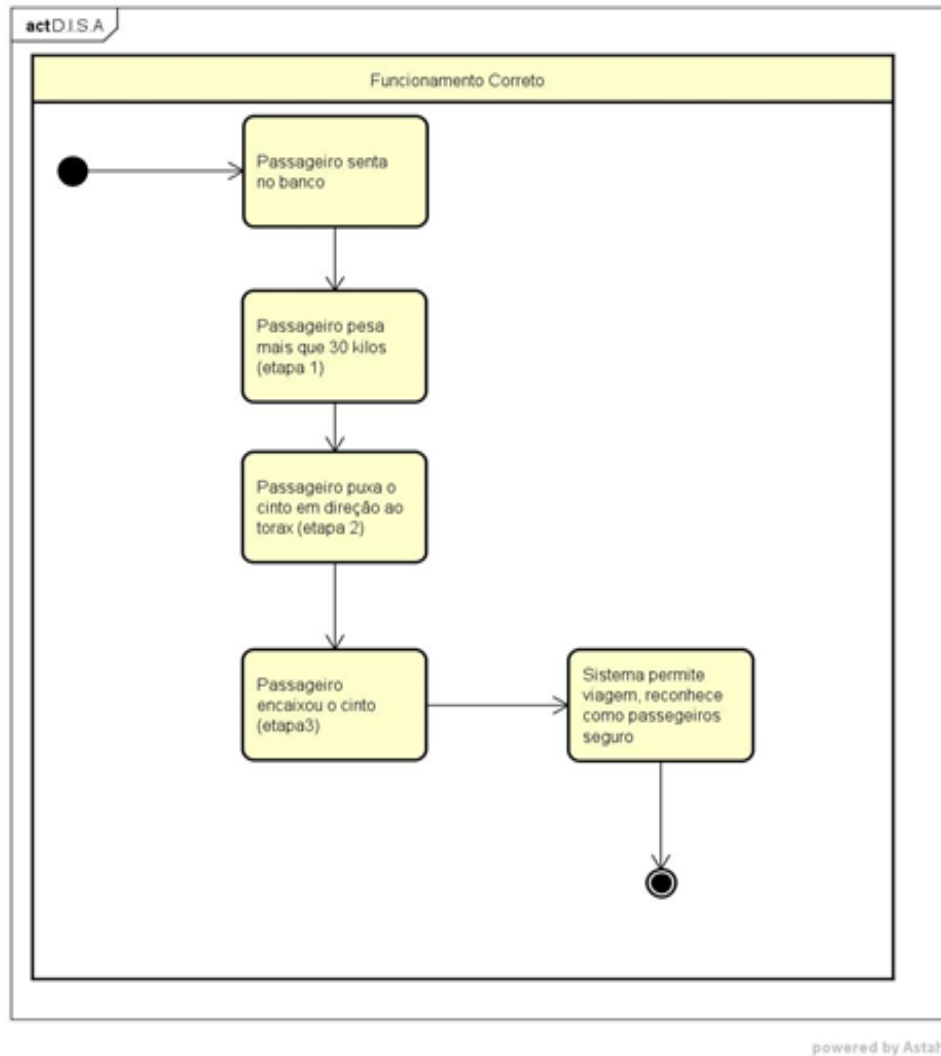 act D.I.S.A
Funcionamento Correto
Passageiro senta
no banco
Passageiro pesa
mais que 30 kilos
(etapa 1)
Passageiro puxa o
cinto em direção ao
torax (etapa 2)
Passageiro
encaixou o cinto
(etapa3)
Sistema permite
viagem, reconhece
como passegeiros
seguro
powered by Astah